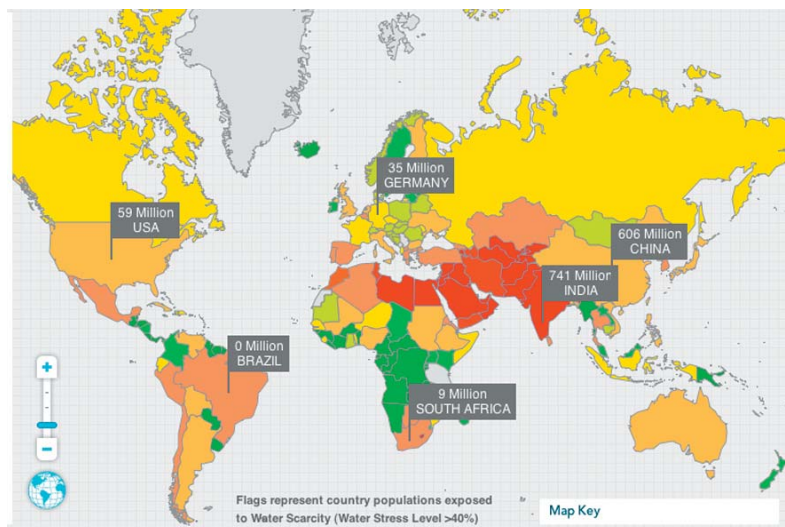 35 Million
GERMANY
59 Million
USA
606 Million
CHINA
741 Million
INDIA
0 Million
BRAZIL
9 Million
SOUTH AFRICA
Flags represent country populations exposed
to Water Scarcity (Water Stress Level >40%)
Map Key